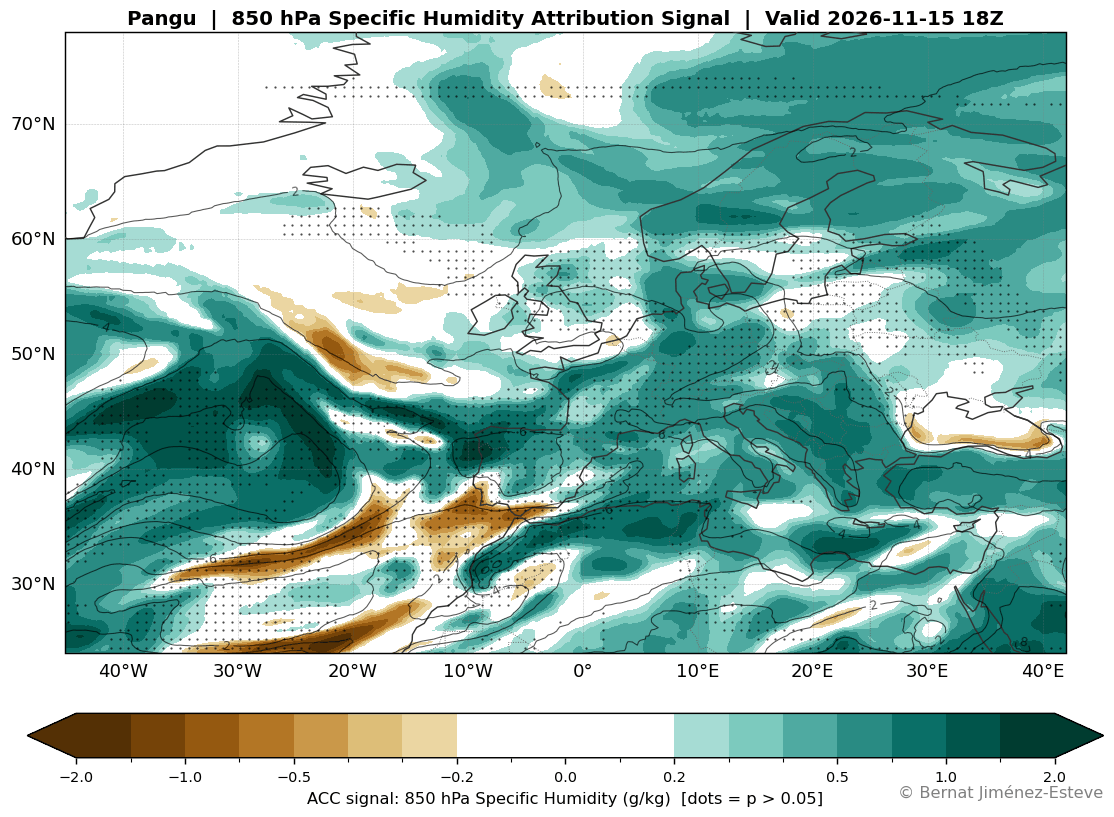 Pangu | 850 hPa Specific Humidity Attribution Signal | Valid 2026-11-15 18Z
70°N
60°N
50°N
40°N
30°N
40°W 30°W 20°W 10°W 0° 10°E 20°E 30°E 40°E
−2.0 −1.0 −0.5 −0.2 0.0 0.2 0.5 1.0 2.0
ACC signal: 850 hPa Specific Humidity (g/kg) [dots = p > 0.05]
© Bernat Jiménez-Esteve